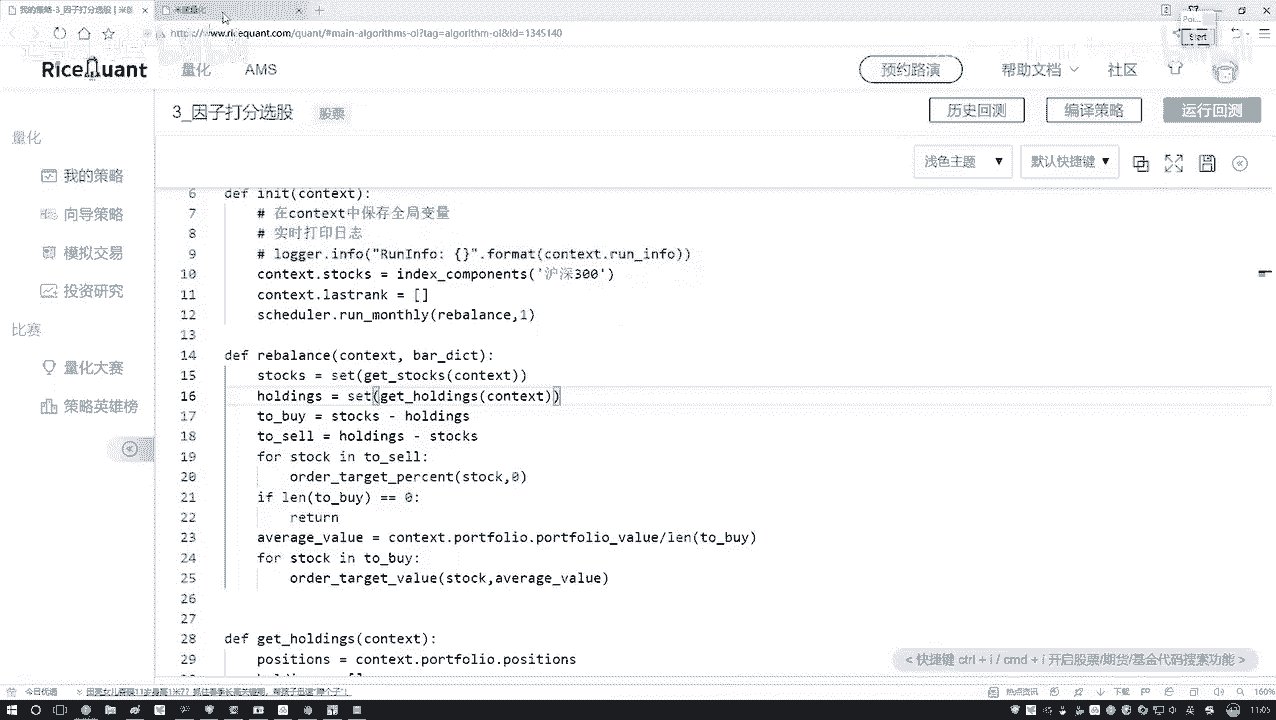 我的策略-3_因子打分选股 [ 米
http://www.ricequant.com/quant/#main-algorithms-ol?tag=algorithm-ol&id=1345140
RiceQuant 量化 AMS 预约路演 帮助文档 社区
3_因子打分选股 股票 历史回测 编译策略 运行回测
浅色主题 默认快捷键
量化
我的策略
向导策略
模拟交易
投资研究
比赛
量化大赛
策略英雄榜
6 def init(context):
7 # 在context中保存全局变量
8 # 实时打印日志
9 # logger.info("RunInfo: {}".format(context.run_info))
10 context.stocks = index_components('沪深300')
11 context.lastrank = []
12 scheduler.run_monthly(rebalance,1)
13
14 def rebalance(context, bar_dict):
15 stocks = set(get_stocks(context))
16 holdings = set(get_holdings(context))
17 to_buy = stocks - holdings
18 to_sell = holdings - stocks
19 for stock in to_sell:
20 order_target_percent(stock,0)
21 if len(to_buy) == 0:
22 return
23 average_value = context.portfolio.portfolio_value/len(to_buy)
24 for stock in to_buy:
25 order_target_value(stock,average_value)
26
27
28 def get_holdings(context):
29 positions = context.portfolio.positions
< 快捷键 ctrl + i / cmd + i 开启股票/期货/基金代码搜索功能 >
今日优选 热点资讯 下载 160%
11:05